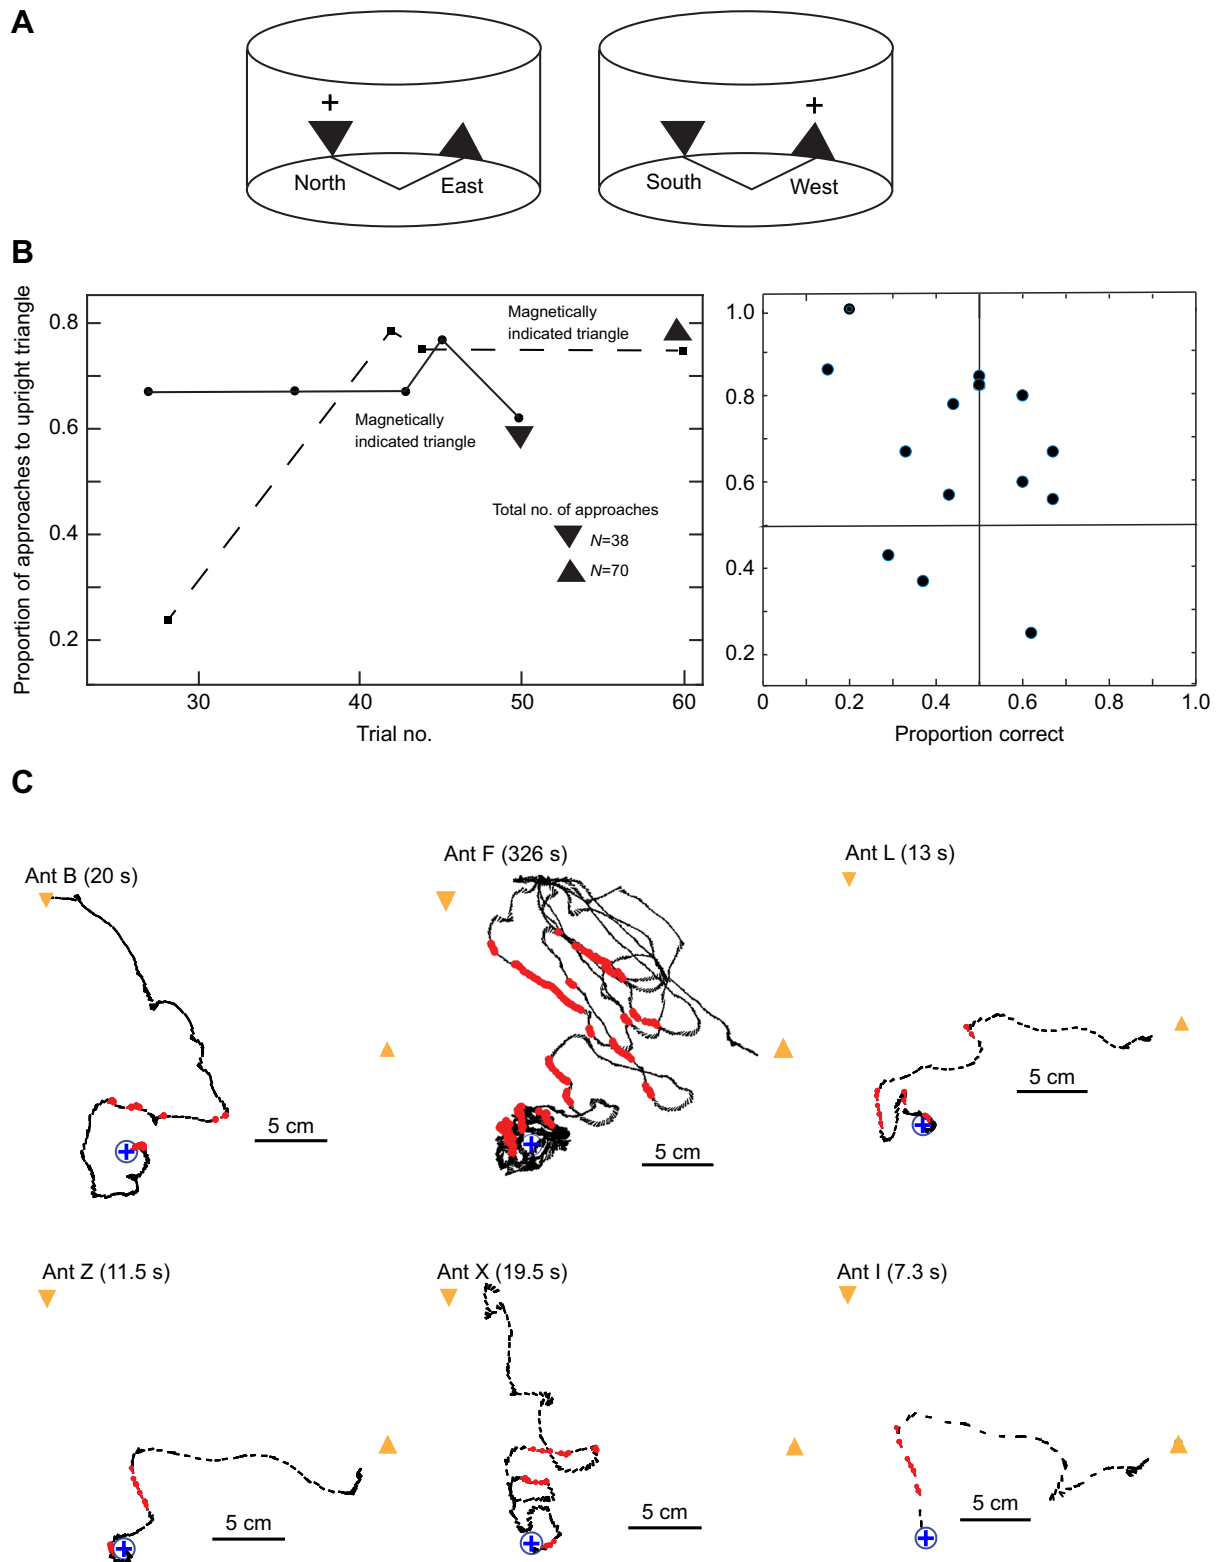 A
+
+
North
East
South
West
B
Proportion of approaches to upright triangle
0.8
0.6
0.4
0.2
30
40
50
60
Trial no.
Magnetically
indicated triangle
Magnetically
indicated triangle
Total no. of approaches
N=38
N=70
1.0
0.8
0.6
0.4
0.2
0
0.2
0.4
0.6
0.8
1.0
Proportion correct
C
Ant B (20 s)
5 cm
Ant F (326 s)
5 cm
Ant L (13 s)
5 cm
Ant Z (11.5 s)
5 cm
Ant X (19.5 s)
5 cm
Ant I (7.3 s)
5 cm